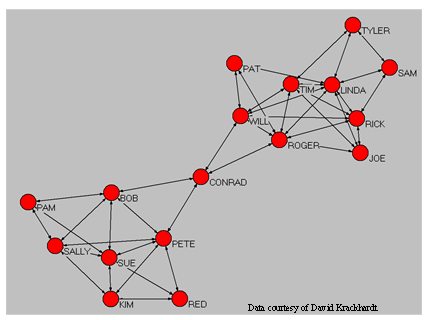 TYLER
PAT
SAM
TIM
LINDA
WILL
RICK
ROGER
JOE
CONRAD
BOB
PAM
PETE
SALLY
SUE
KIM
RED
Data courtesy of David Krackhardt.